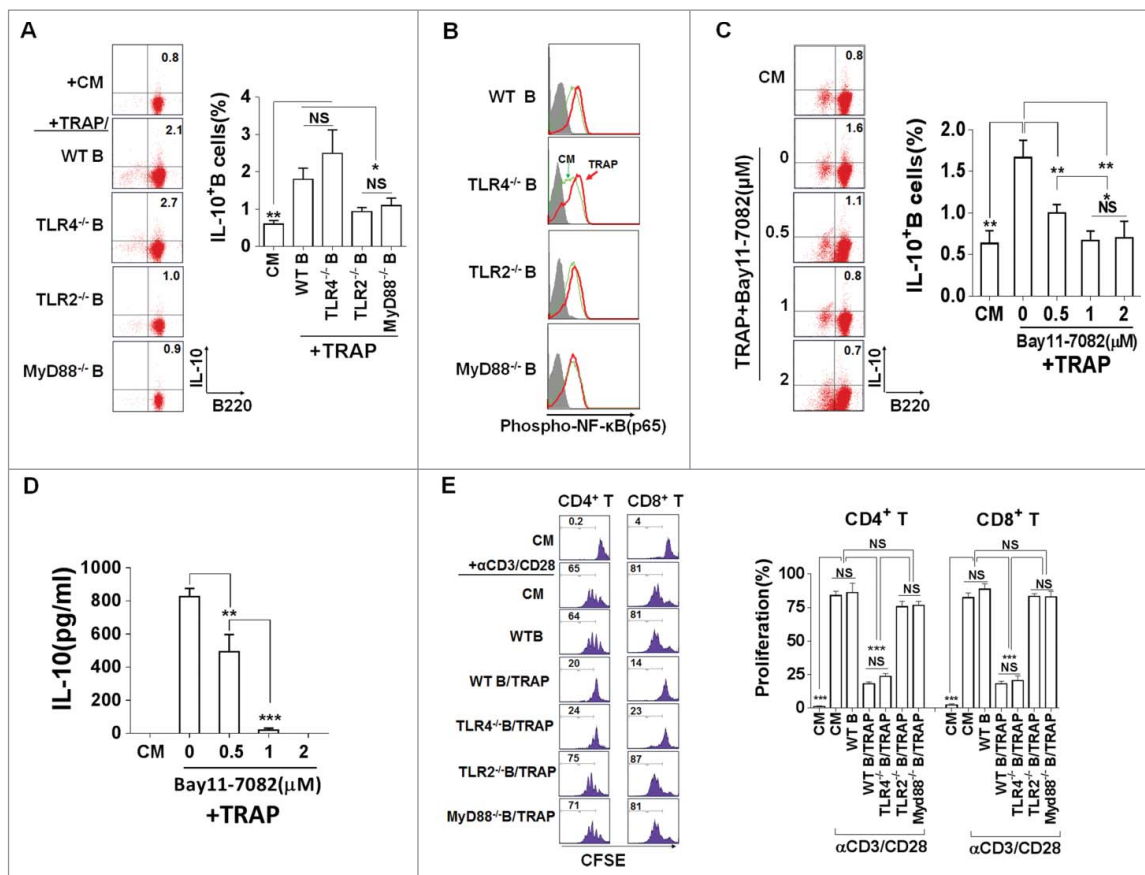 A
+CM
0.8
+TRAP/
WT B
2.1
TLR4⁻/⁻ B
2.7
TLR2⁻/⁻ B
1.0
MyD88⁻/⁻ B
0.9
IL-10
B220
IL-10⁺B cells(%)
4
3
2
1
0
NS
*
NS
**
CM
WT B
TLR4⁻/⁻ B
TLR2⁻/⁻ B
MyD88⁻/⁻ B
+TRAP
B
WT B
TLR4⁻/⁻ B
CM
TRAP
TLR2⁻/⁻ B
MyD88⁻/⁻ B
Phospho-NF-κB(p65)
C
CM
0.8
TRAP+Bay11-7082(μM)
0
1.6
0.5
1.1
1
0.8
2
0.7
IL-10
B220
IL-10⁺B cells(%)
2.0
1.5
1.0
0.5
0.0
**
**
**
*
NS
CM 0 0.5 1 2
Bay11-7082(μM)
+TRAP
D
IL-10(pg/ml)
1000
800
600
400
200
0
**
***
CM 0 0.5 1 2
Bay11-7082(μM)
+TRAP
E
CD4⁺ T CD8⁺ T
CM
0.2 4
+αCD3/CD28
CM
65 81
WTB
64 81
WT B/TRAP
20 14
TLR4⁻/⁻B/TRAP
24 23
TLR2⁻/⁻B/TRAP
75 87
MyD88⁻/⁻B/TRAP
71 81
CFSE
CD4⁺ T CD8⁺ T
Proliferation(%)
100
75
50
25
0
NS
NS
***
NS
***
NS
NS
***
NS
***
CM
CM
WT B
WT B/TRAP
TLR4⁻/⁻ B/TRAP
TLR2⁻/⁻ B/TRAP
Myd88⁻/⁻ B/TRAP
αCD3/CD28
CM
CM
WT B
WT B/TRAP
TLR4⁻/⁻ B/TRAP
TLR2⁻/⁻ B/TRAP
Myd88⁻/⁻ B/TRAP
αCD3/CD28